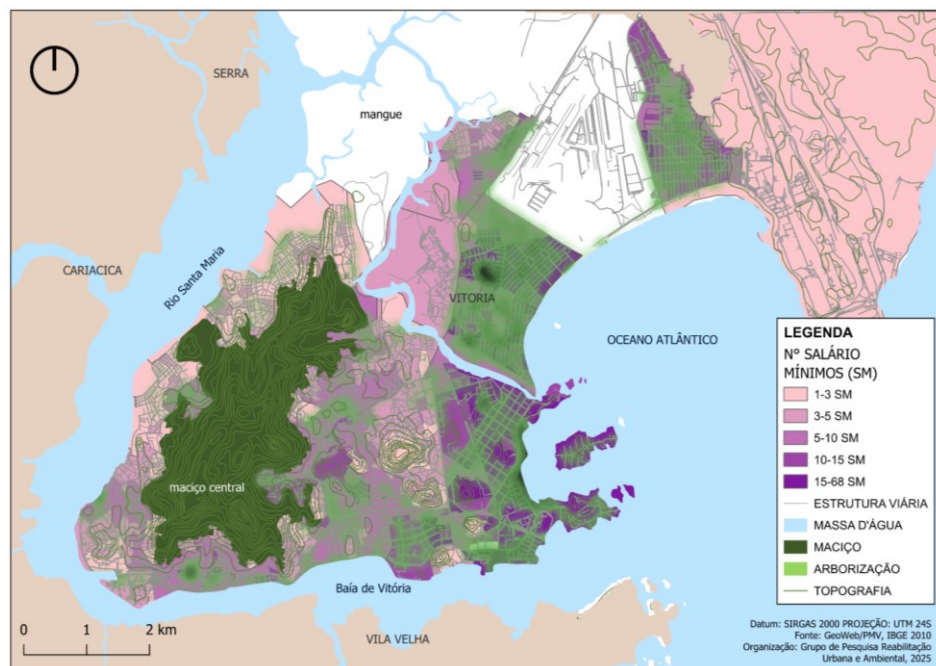 SERRA
mangue
CARIACICA
Rio Santa Maria
VITORIA
OCEANO ATLÂNTICO
maciço central
Baía de Vitória
VILA VELHA
0 1 2 km
LEGENDA
Nº SALÁRIO
MÍNIMOS (SM)
1-3 SM
3-5 SM
5-10 SM
10-15 SM
15-68 SM
ESTRUTURA VIÁRIA
MASSA D'ÁGUA
MACIÇO
ARBORIZAÇÃO
TOPOGRAFIA
Datum: SIRGAS 2000 PROJEÇÃO: UTM 24S
Fonte: GeoWeb/PMV, IBGE 2010
Organização: Grupo de Pesquisa Reabilitação
Urbana e Ambiental, 2025